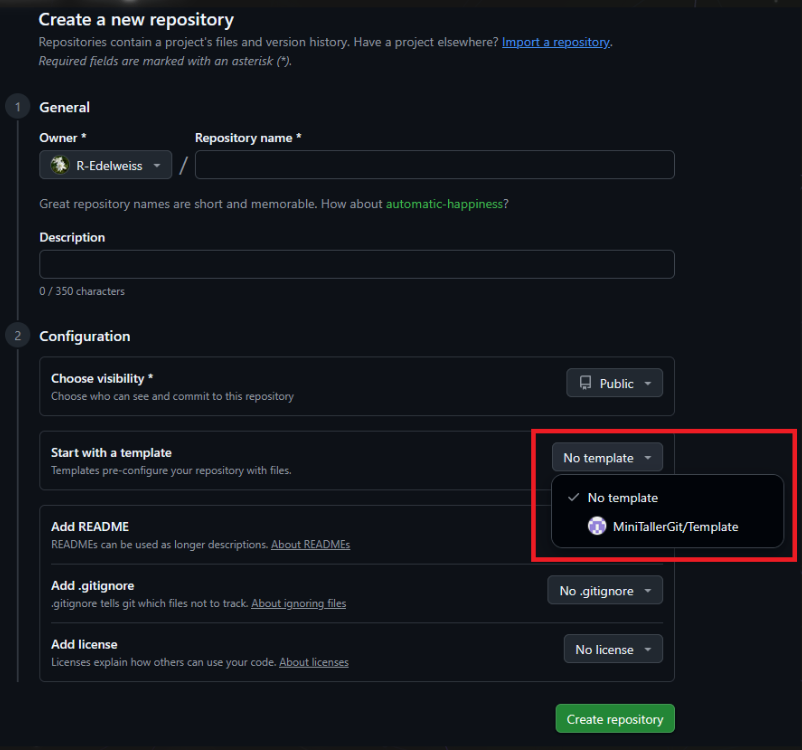 Create a new repository
Repositories contain a project's files and version history. Have a project elsewhere? Import a repository.
Required fields are marked with an asterisk (*).
1 General
Owner * Repository name *
R-Edelweiss /
Great repository names are short and memorable. How about automatic-happiness?
Description
0 / 350 characters
2 Configuration
Choose visibility *
Choose who can see and commit to this repository
Public
Start with a template
Templates pre-configure your repository with files.
No template
No template
MiniTallerGit/Template
Add README
READMEs can be used as longer descriptions. About READMEs
Add .gitignore
.gitignore tells git which files not to track. About ignoring files
No .gitignore
Add license
Licenses explain how others can use your code. About licenses
No license
Create repository